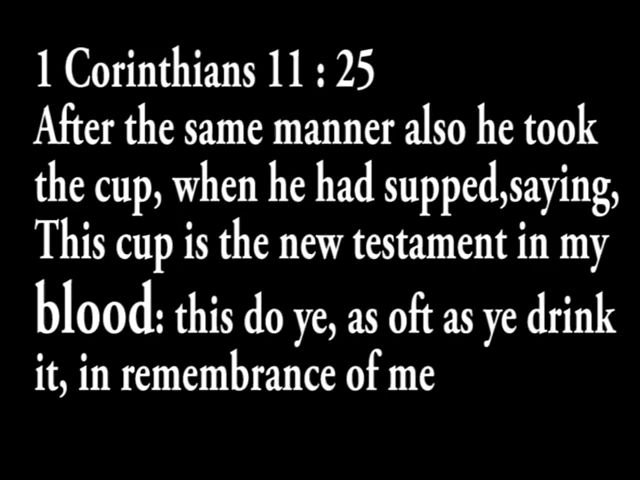 1 Corinthians 11 : 25
After the same manner also he took
the cup, when he had supped,saying,
This cup is the new testament in my
blood: this do ye, as oft as ye drink
it, in remembrance of me